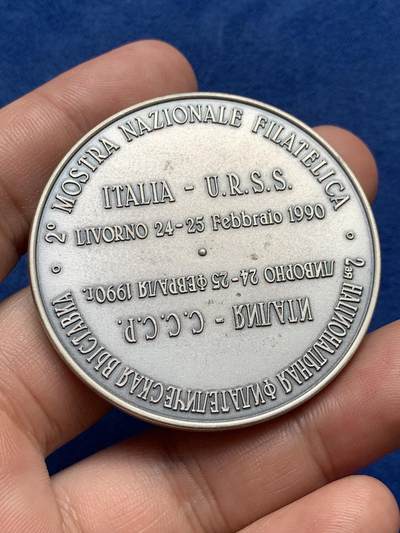 2° MOSTRA NAZIONALE FILATELICA
ITALIA - U.R.S.S.
LIVORNO 24-25 Febbraio 1990
2ая НАЦИОНАЛЬНАЯ ФИЛАТЕЛИЧЕСКАЯ ВЫСТАВКА
ИТАЛИЯ - С.С.С.Р.
ЛИВОРНО 24-25 ФЕВРАЛЯ 1990г.